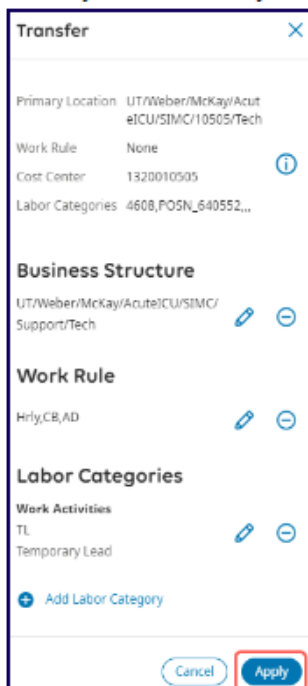 Transfer
Primary Location UT/Weber/McKay/Acut
eICU/SIMC/10505/Tech
Work Rule None
Cost Center 1320010505
Labor Categories 4608,POSN_640552,,,
Business Structure
UT/Weber/McKay/AcuteICU/SIMC/
Support/Tech
Work Rule
Hrly,CB,AD
Labor Categories
Work Activities
TL
Temporary Lead
Add Labor Category
Cancel Apply